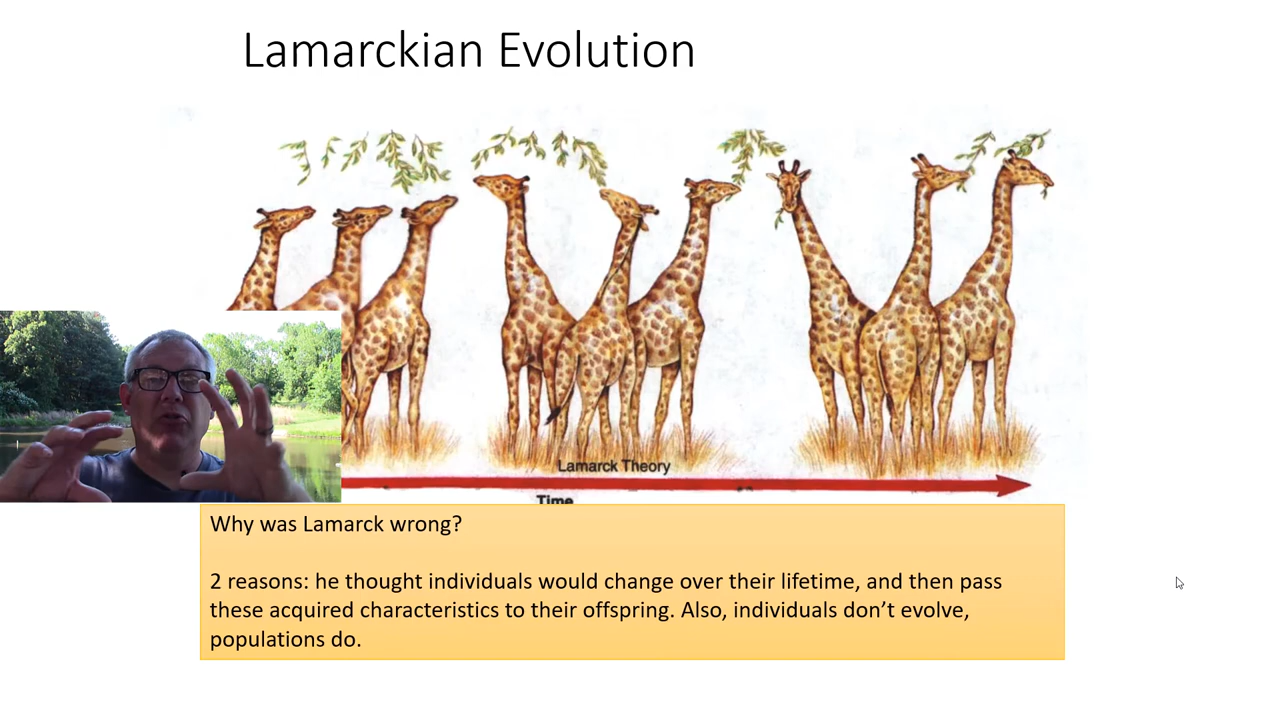 Lamarckian Evolution
Lamarck Theory
Time
Why was Lamarck wrong?
2 reasons: he thought individuals would change over their lifetime, and then pass
these acquired characteristics to their offspring. Also, individuals don’t evolve,
populations do.